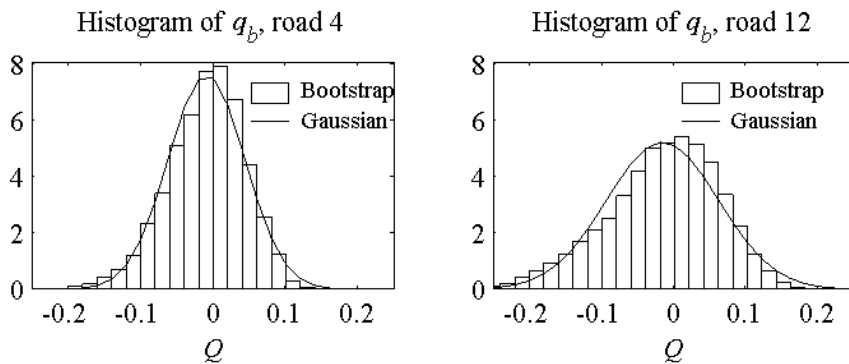 Histogram of q_b, road 4
8
6
4
2
0
Bootstrap
Gaussian
-0.2 -0.1 0 0.1 0.2
Q
Histogram of q_b, road 12
8
6
4
2
0
Bootstrap
Gaussian
-0.2 -0.1 0 0.1 0.2
Q